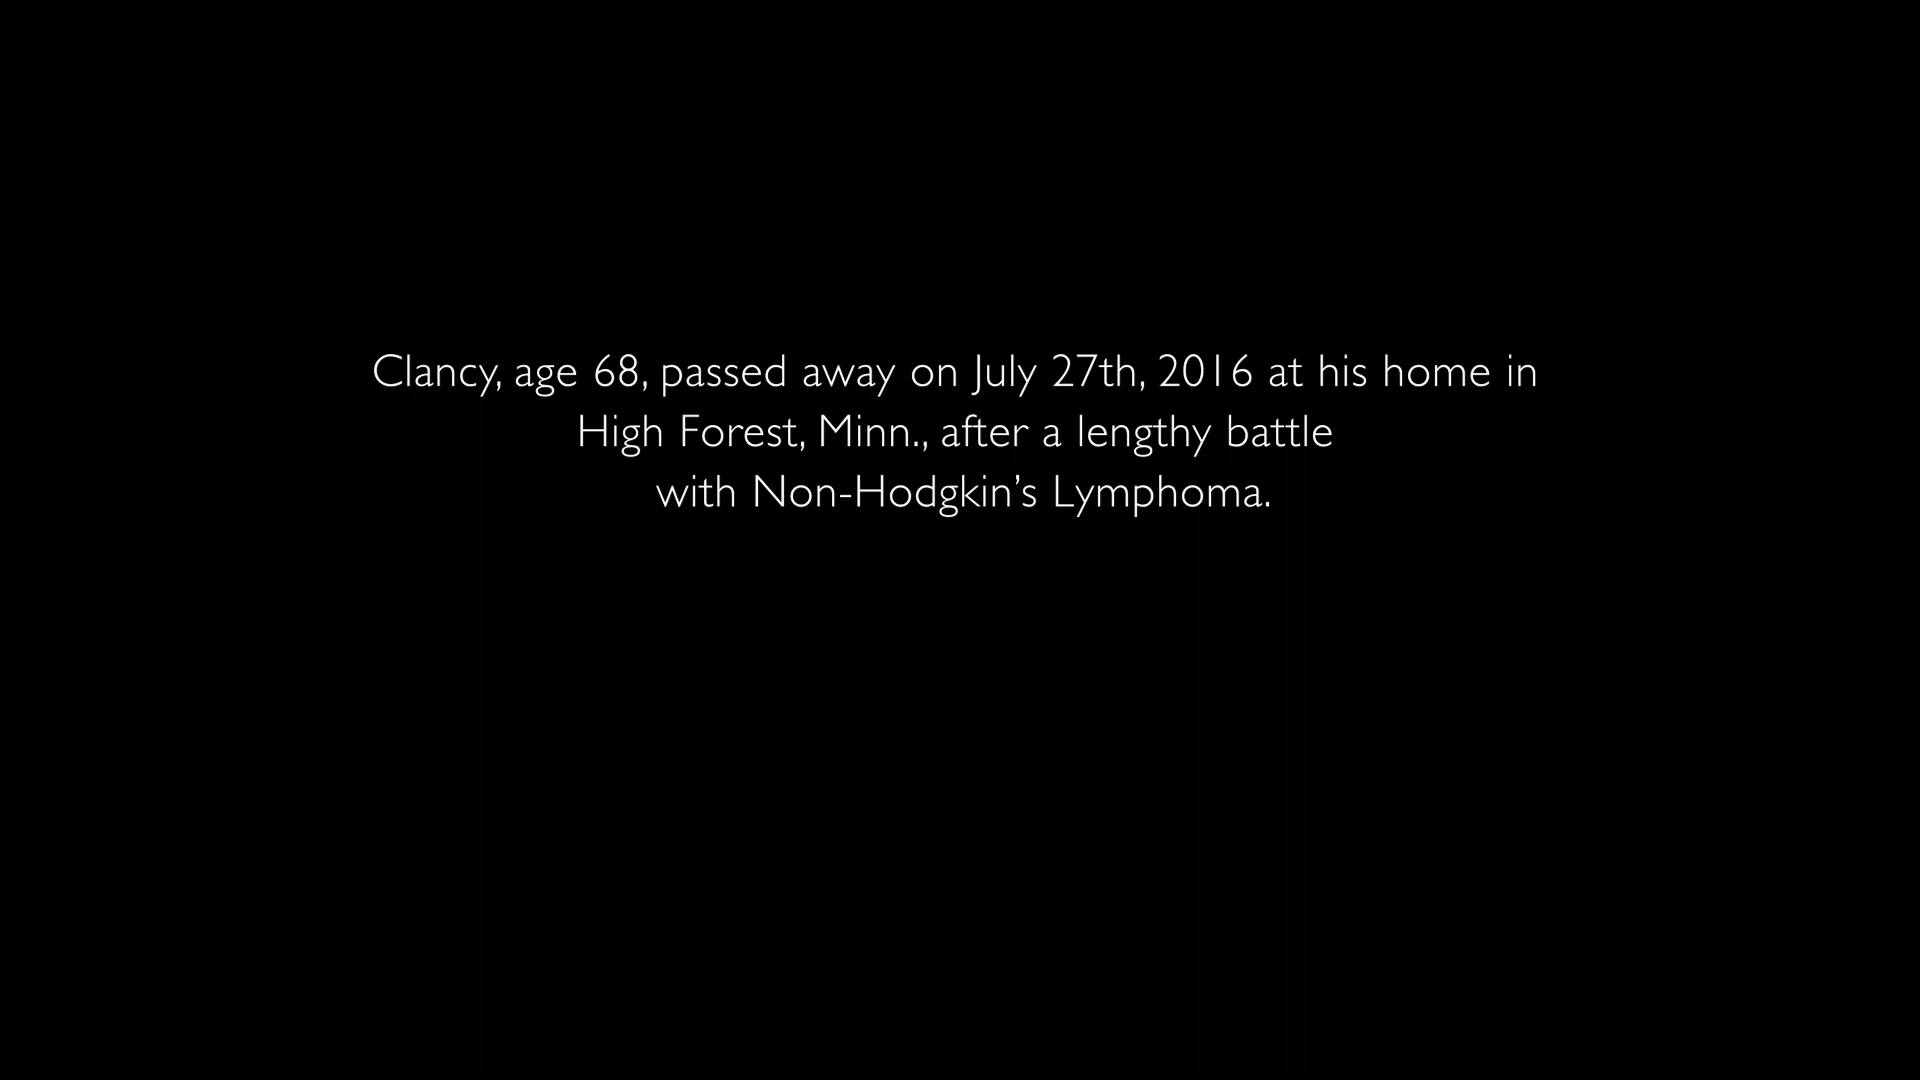 Clancy, age 68, passed away on July 27th, 2016 at his home in
High Forest, Minn., after a lengthy battle
with Non-Hodgkin’s Lymphoma.